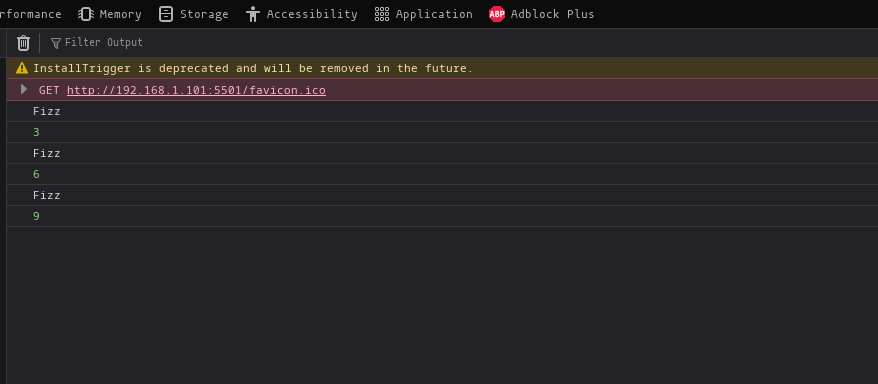 rformance Memory Storage Accessibility Application ABP Adblock Plus
Filter Output
InstallTrigger is deprecated and will be removed in the future.
GET http://192.168.1.101:5501/favicon.ico
Fizz
3
Fizz
6
Fizz
9